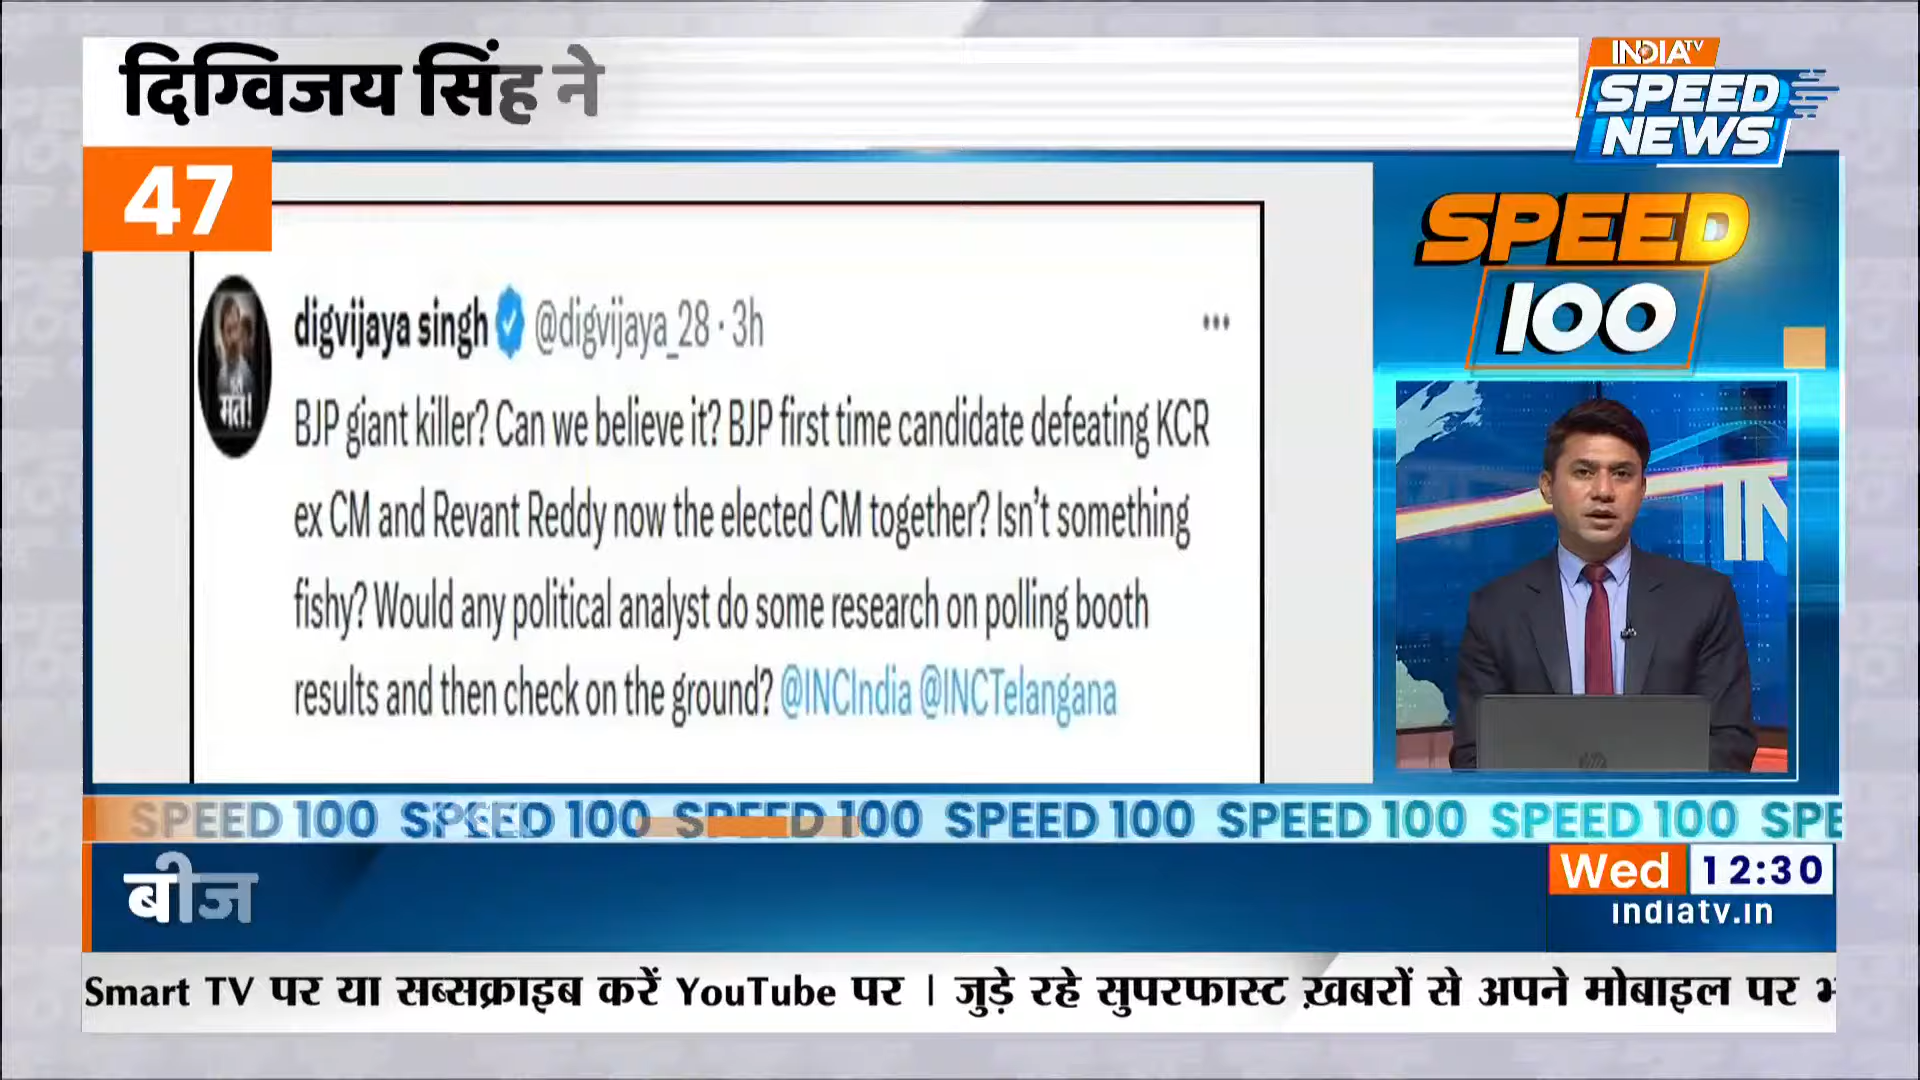 दिग्विजय सिंह ने
INDIA TV
SPEED
NEWS
47
SPEED
100
digvijaya singh @digvijaya_28 · 3h
मत!
BJP giant killer? Can we believe it? BJP first time candidate defeating KCR
ex CM and Revant Reddy now the elected CM together? Isn't something
fishy? Would any political analyst do some research on polling booth
results and then check on the ground? @INCIndia @INCTelangana
IN
hp
SPEED 100 SPEED 100 SPEED 100 SPEED 100 SPEED 100 SPEED 100 SPE
बीज
Wed 12:30
indiatv.in
Smart TV पर या सब्सक्राइब करें YouTube पर | जुड़े रहे सुपरफास्ट ख़बरों से अपने मोबाइल पर